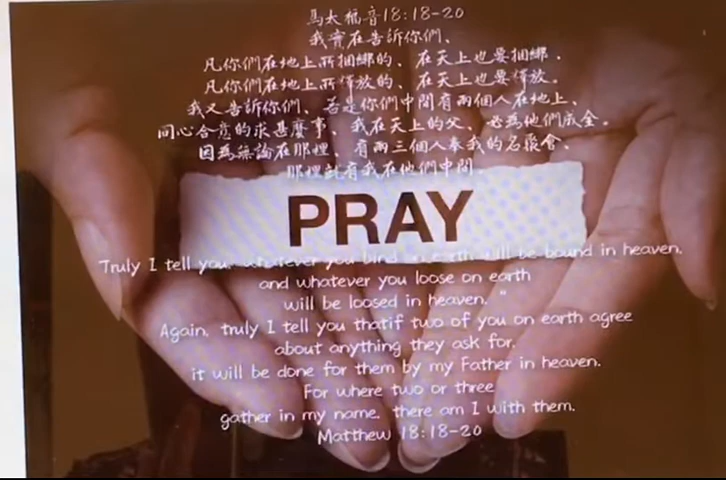 馬太福音18:18-20
我實在告訴你們、
凡你們在地上所捆綁的、在天上也要捆綁．
凡你們在地上所釋放的、在天上也要釋放。
我又告訴你們、若是你們中間有兩個人在地上、
同心合意的求甚麼事、我在天上的父、必為他們成全。
因為無論在那裡、有兩三個人奉我的名聚會、
那裡就有我在他們中間．
PRAY
Truly I tell you, whatever you bind on earth will be bound in heaven,
and whatever you loose on earth
will be loosed in heaven. "
Again, truly I tell you thatif two of you on earth agree
about anything they ask for,
it will be done for them by my Father in heaven.
For where two or three
gather in my name, there am I with them.
Matthew 18:18-20